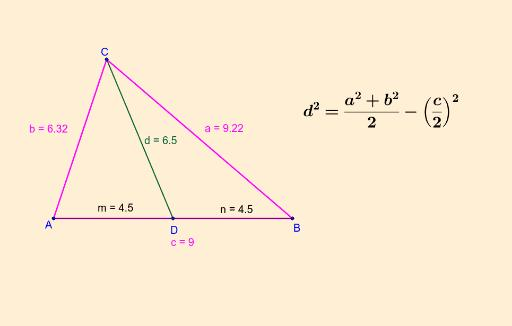 C
b = 6.32
a = 9.22
d = 6.5
d² = (a² + b²)/2 − (c/2)²
m = 4.5
n = 4.5
A
D
B
c = 9